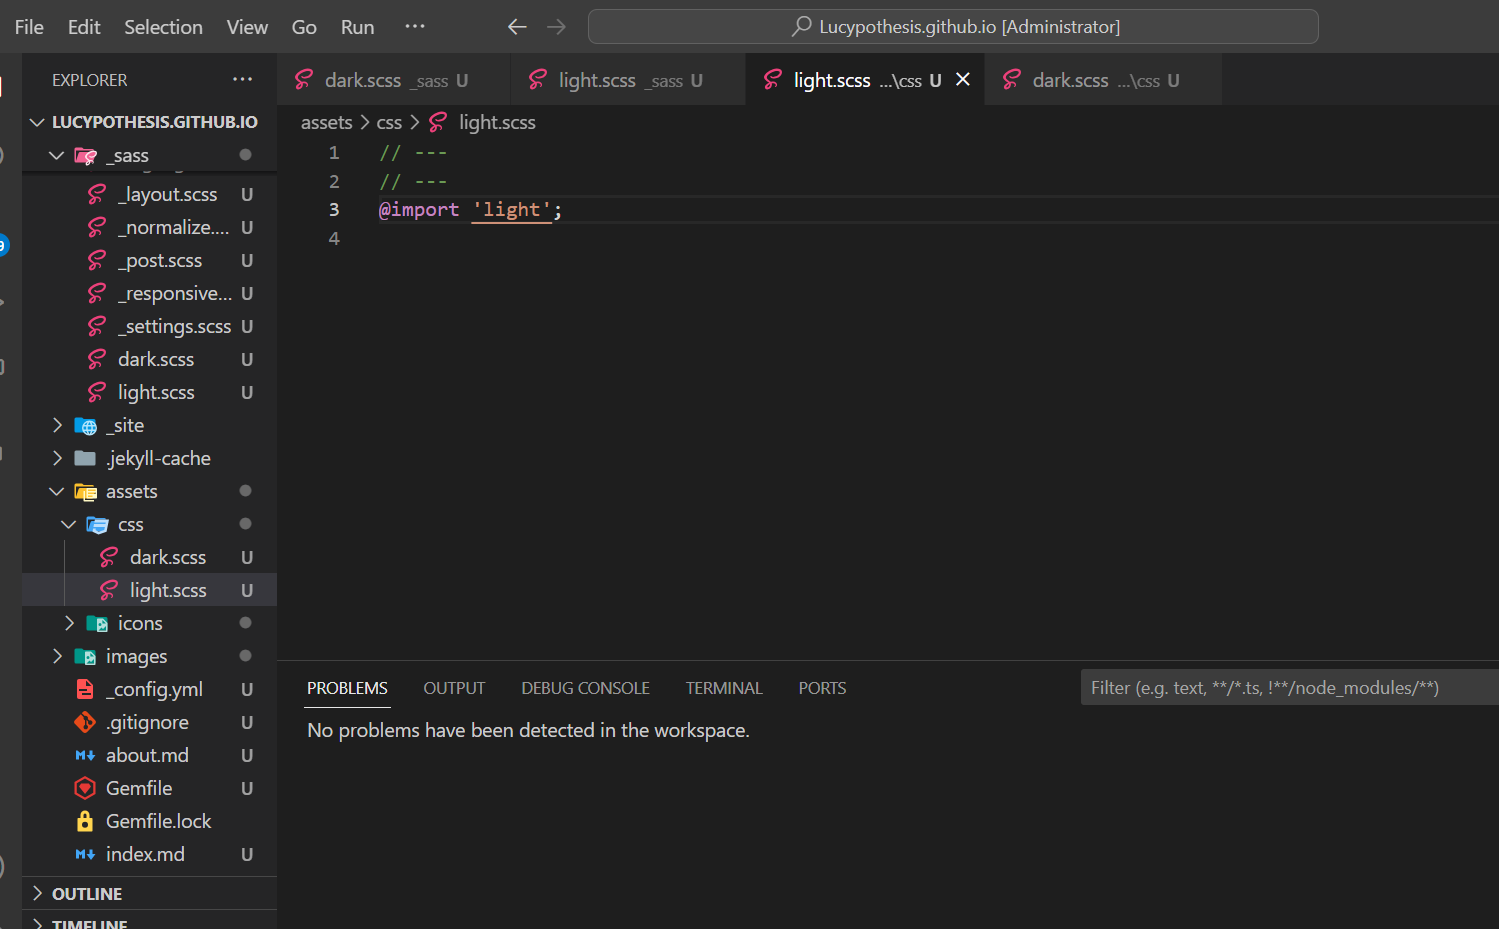 File Edit Selection View Go Run ···
Lucypothesis.github.io [Administrator]
EXPLORER ···
dark.scss _sass U
light.scss _sass U
light.scss ...\css U
dark.scss ...\css U
LUCYPOTHESIS.GITHUB.IO
_sass
_layout.scss U
_normalize.... U
_post.scss U
_responsive... U
_settings.scss U
dark.scss U
light.scss U
_site
.jekyll-cache
assets
css
dark.scss U
light.scss U
icons
images
_config.yml U
.gitignore U
about.md U
Gemfile U
Gemfile.lock
index.md U
OUTLINE
TIMELINE
assets > css > light.scss
1 // ---
2 // ---
3 @import 'light';
4
PROBLEMS OUTPUT DEBUG CONSOLE TERMINAL PORTS
Filter (e.g. text, **/*.ts, !**/node_modules/**)
No problems have been detected in the workspace.